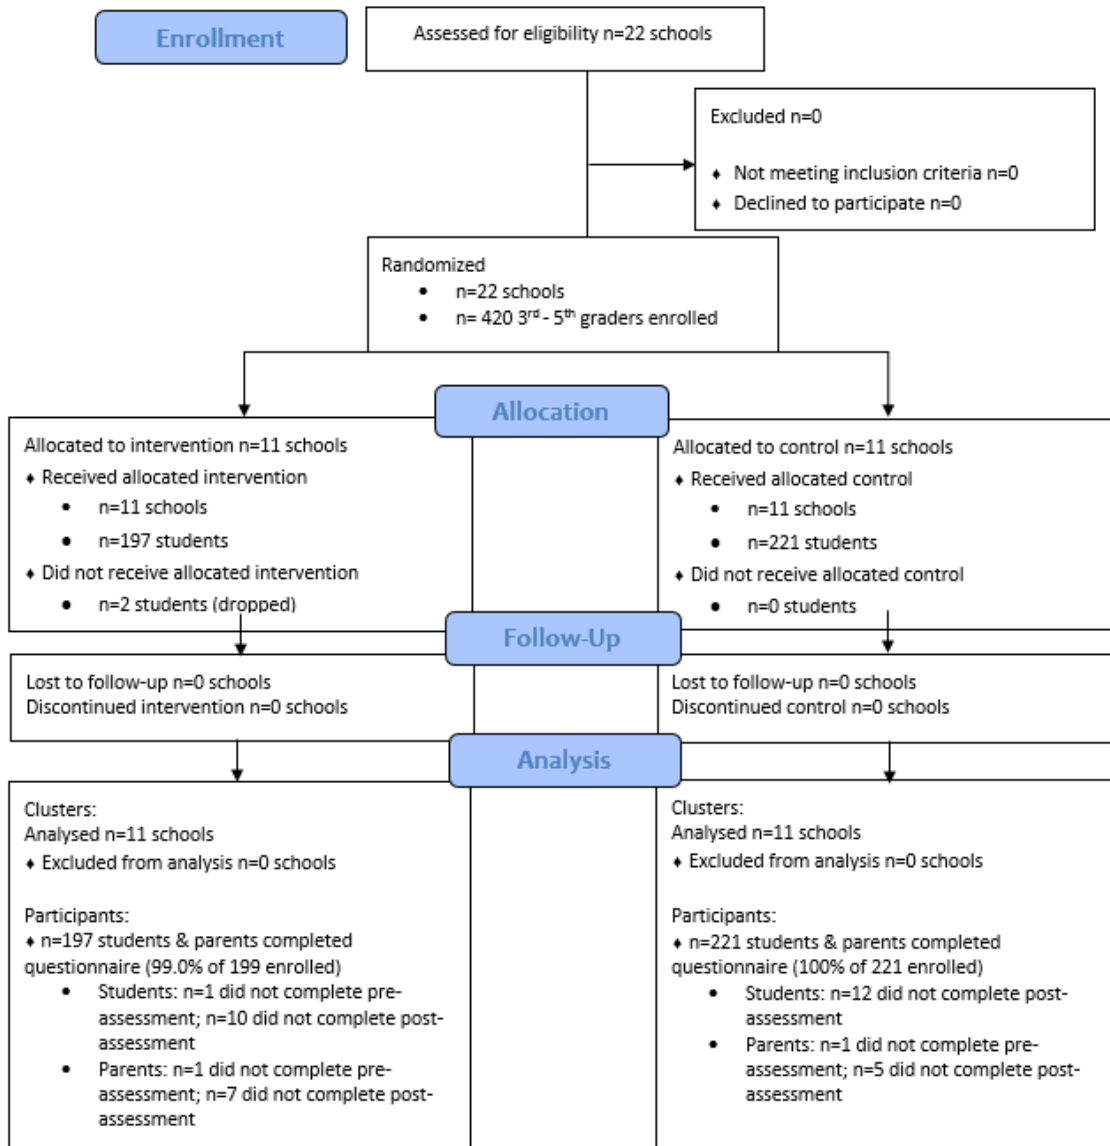 Enrollment
Assessed for eligibility n=22 schools
Excluded n=0
♦ Not meeting inclusion criteria n=0
♦ Declined to participate n=0
Randomized
• n=22 schools
• n= 420 3rd - 5th graders enrolled
Allocation
Allocated to intervention n=11 schools
♦ Received allocated intervention
• n=11 schools
• n=197 students
♦ Did not receive allocated intervention
• n=2 students (dropped)
Allocated to control n=11 schools
♦ Received allocated control
• n=11 schools
• n=221 students
♦ Did not receive allocated control
• n=0 students
Follow-Up
Lost to follow-up n=0 schools
Discontinued intervention n=0 schools
Lost to follow-up n=0 schools
Discontinued control n=0 schools
Analysis
Clusters:
Analysed n=11 schools
♦ Excluded from analysis n=0 schools
Participants:
♦ n=197 students & parents completed
questionnaire (99.0% of 199 enrolled)
• Students: n=1 did not complete pre-
assessment; n=10 did not complete post-
assessment
• Parents: n=1 did not complete pre-
assessment; n=7 did not complete post-
assessment
Clusters:
Analysed n=11 schools
♦ Excluded from analysis n=0 schools
Participants:
♦ n=221 students & parents completed
questionnaire (100% of 221 enrolled)
• Students: n=12 did not complete post-
assessment
• Parents: n=1 did not complete pre-
assessment; n=5 did not complete post-
assessment